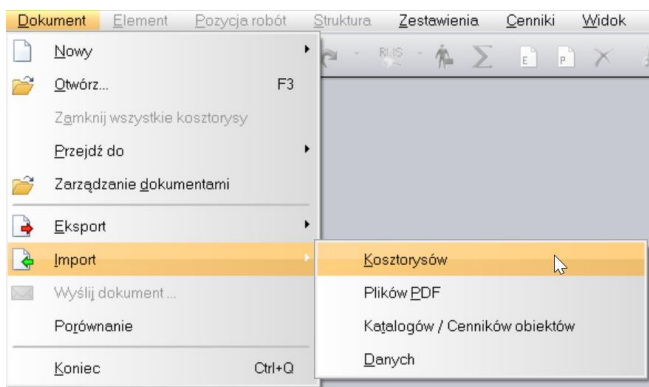 Dokument Element Pozycja robót Struktura Zestawienia Cenniki Widok
Nowy
Otwórz... F3
Zamknij wszystkie kosztorysy
Przejdź do
Zarządzanie dokumentami
Eksport
Import
Kosztorysów
Wyślij dokument ...
Plików PDF
Porównanie
Katalogów / Cenników obiektów
Danych
Koniec Ctrl+Q